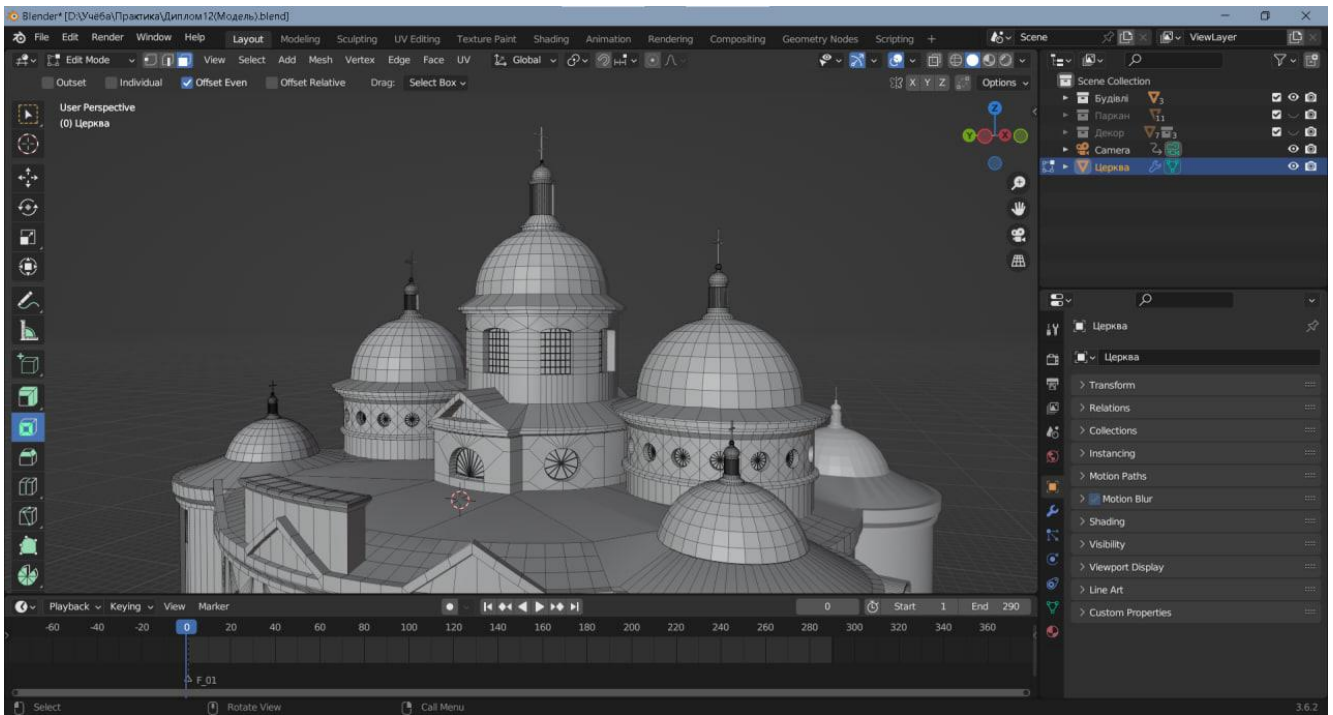 Blender* [D:\Учёба\Практика\Диплом12(Модель).blend]
File Edit Render Window Help Layout Modeling Sculpting UV Editing Texture Paint Shading Animation Rendering Compositing Geometry Nodes Scripting + Scene ViewLayer
Edit Mode View Select Add Mesh Vertex Edge Face UV Global
Outset Individual Offset Even Offset Relative Drag: Select Box X Y Z Options
User Perspective
(0) Церква
Z
Y
X
Scene Collection
Будівлі 3
Паркан 11
Декор 7 3
Camera
Церква
Церква
Церква
Transform
Relations
Collections
Instancing
Motion Paths
Motion Blur
Shading
Visibility
Viewport Display
Line Art
Custom Properties
Playback Keying View Marker 0 Start 1 End 290
-60 -40 -20 0 20 40 60 80 100 120 140 160 180 200 220 240 260 280 300 320 340 360
F_01
Select Rotate View Call Menu 3.6.2